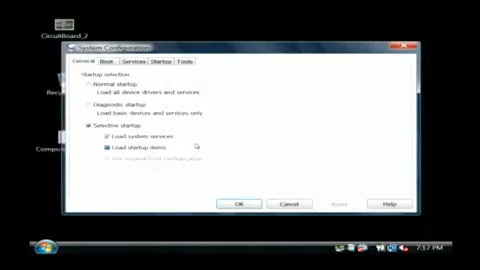 CircuitBoard_2
System Configuration
General Boot Services Startup Tools
Startup selection
Normal startup
Load all device drivers and services
Diagnostic startup
Load basic devices and services only
Selective startup
Load system services
Load startup items
Use original boot configuration
OK Cancel Apply Help
7:17 PM